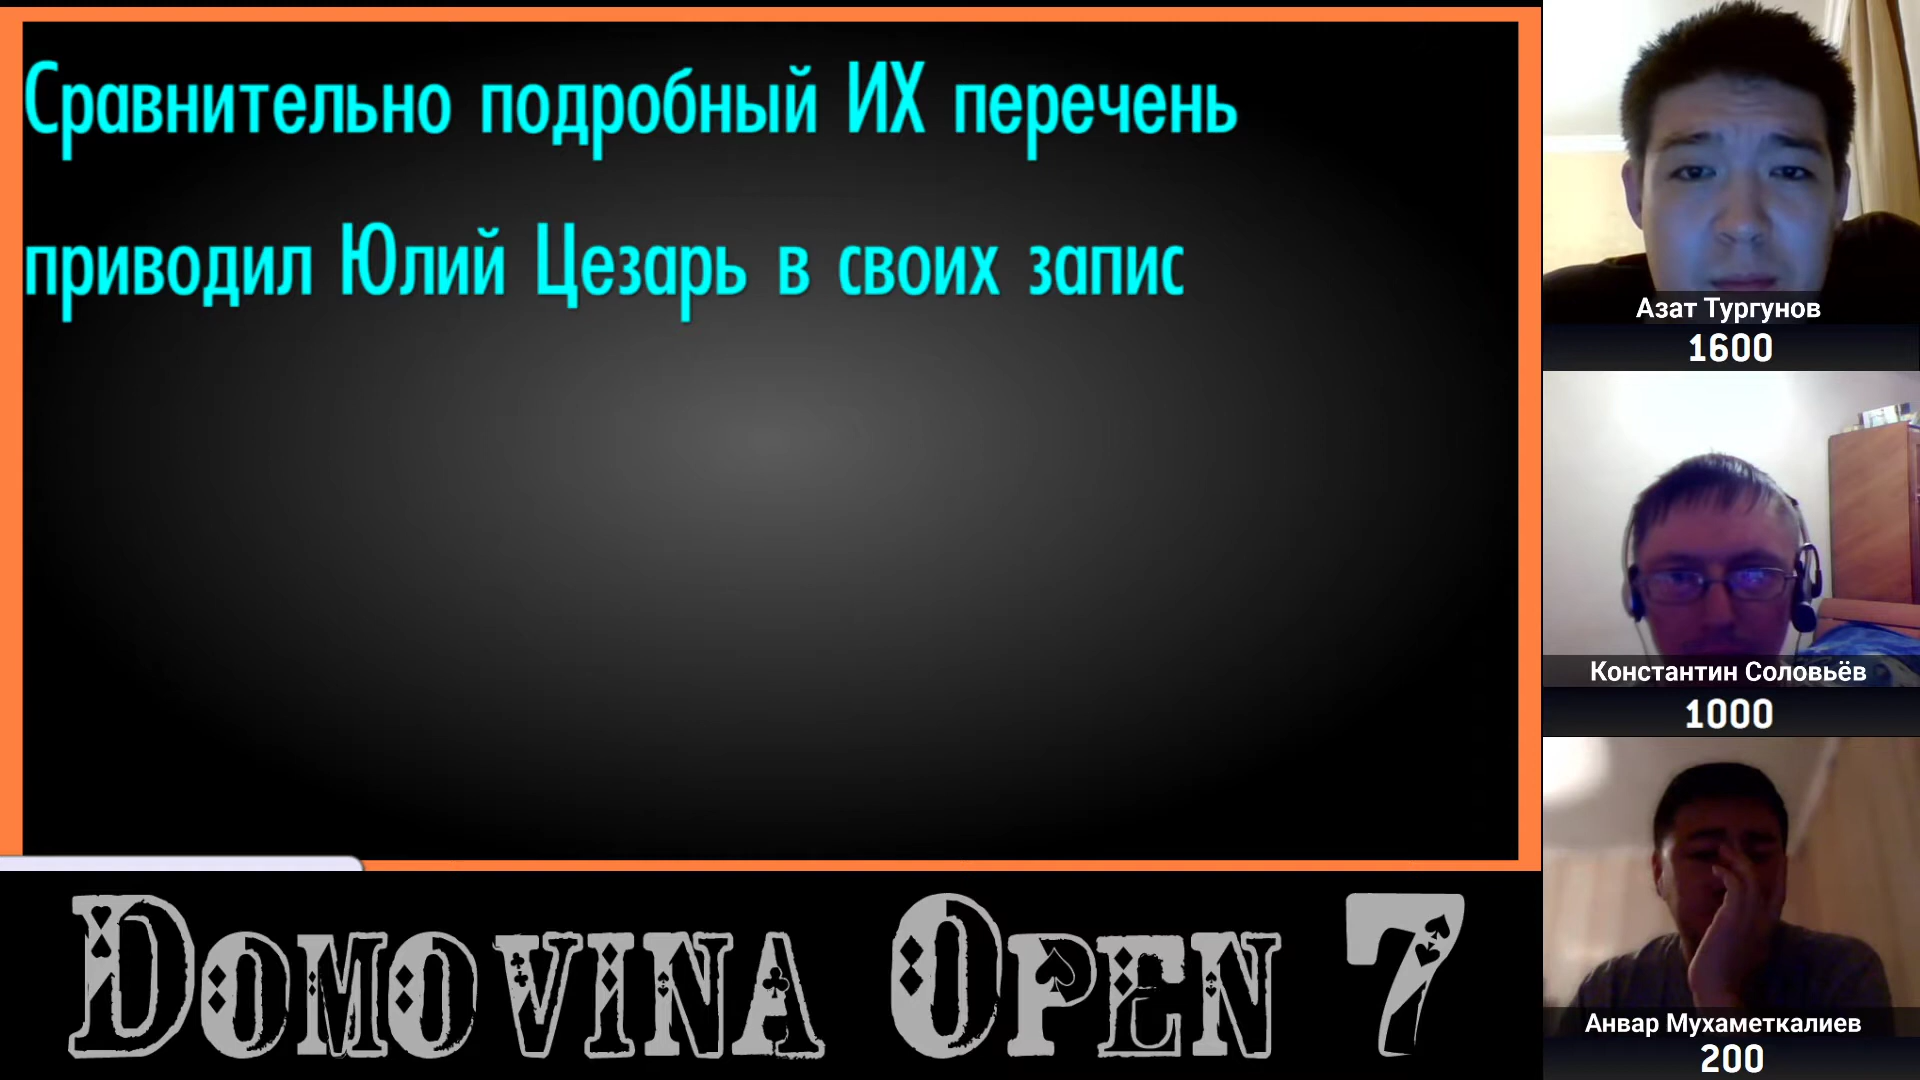 Сравнительно подробный ИХ перечень
приводил Юлий Цезарь в своих запис
Азат Тургунов
1600
Константин Соловьёв
1000
Анвар Мухаметкалиев
200
Domovina Open 7